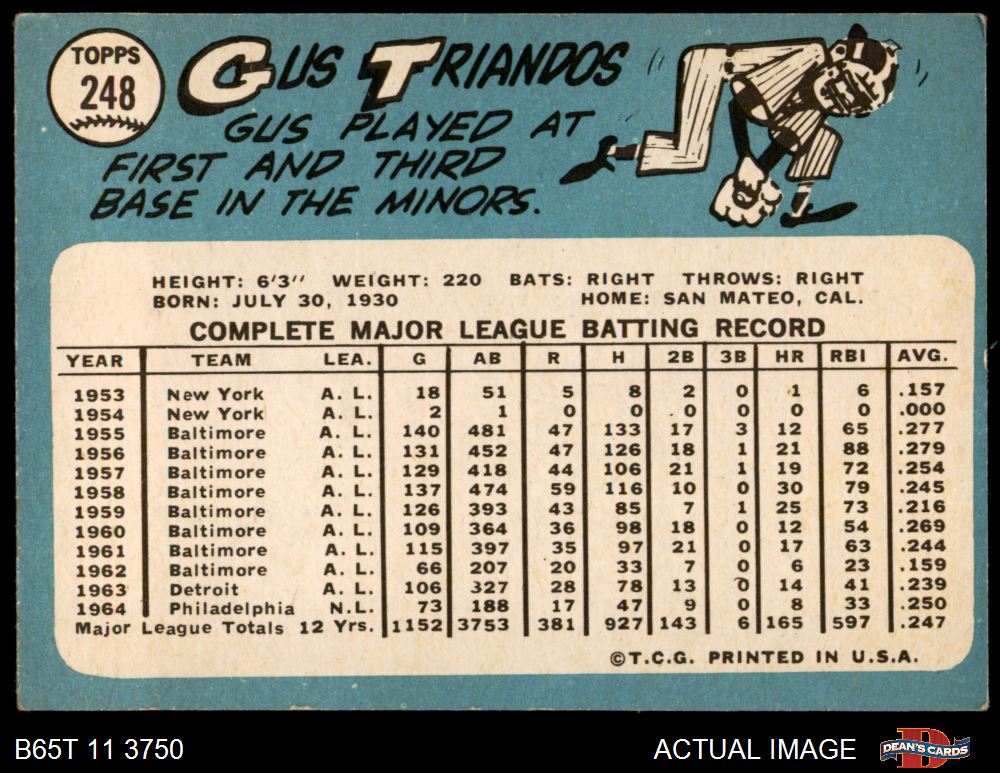 TOPPS
248
GUS TRIANDOS
GUS PLAYED AT
FIRST AND THIRD
BASE IN THE MINORS.
HEIGHT: 6'3" WEIGHT: 220 BATS: RIGHT THROWS: RIGHT
BORN: JULY 30, 1930 HOME: SAN MATEO, CAL.
COMPLETE MAJOR LEAGUE BATTING RECORD
YEAR TEAM LEA. G AB R H 2B 3B HR RBI AVG.
1953 New York A. L. 18 51 5 8 2 0 1 6 .157
1954 New York A. L. 2 1 0 0 0 0 0 0 .000
1955 Baltimore A. L. 140 481 47 133 17 3 12 65 .277
1956 Baltimore A. L. 131 452 47 126 18 1 21 88 .279
1957 Baltimore A. L. 129 418 44 106 21 1 19 72 .254
1958 Baltimore A. L. 137 474 59 116 10 0 30 79 .245
1959 Baltimore A. L. 126 393 43 85 7 1 25 73 .216
1960 Baltimore A. L. 109 364 36 98 18 0 12 54 .269
1961 Baltimore A. L. 115 397 35 97 21 0 17 63 .244
1962 Baltimore A. L. 66 207 20 33 7 0 6 23 .159
1963 Detroit A. L. 106 327 28 78 13 0 14 41 .239
1964 Philadelphia N.L. 73 188 17 47 9 0 8 33 .250
Major League Totals 12 Yrs. 1152 3753 381 927 143 6 165 597 .247
©T.C.G. PRINTED IN U.S.A.
B65T 11 3750 ACTUAL IMAGE DEAN'S CARDS